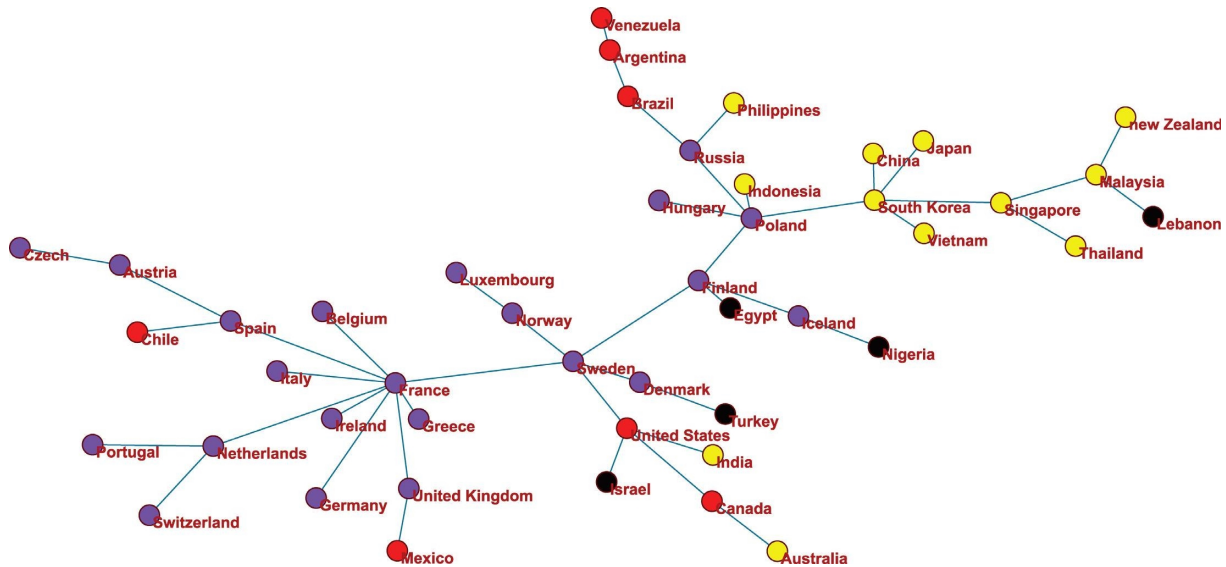 Venezuela
Argentina
Brazil
Philippines
new Zealand
Japan
Russia
China
Malaysia
Indonesia
Hungary
South Korea
Singapore
Lebanon
Poland
Vietnam
Thailand
Czech
Austria
Luxembourg
Finland
Egypt
Belgium
Norway
Iceland
Spain
Chile
Nigeria
Sweden
Italy
France
Denmark
Ireland
Greece
Turkey
United States
Portugal
Netherlands
India
Israel
United Kingdom
Germany
Canada
Switzerland
Mexico
Australia